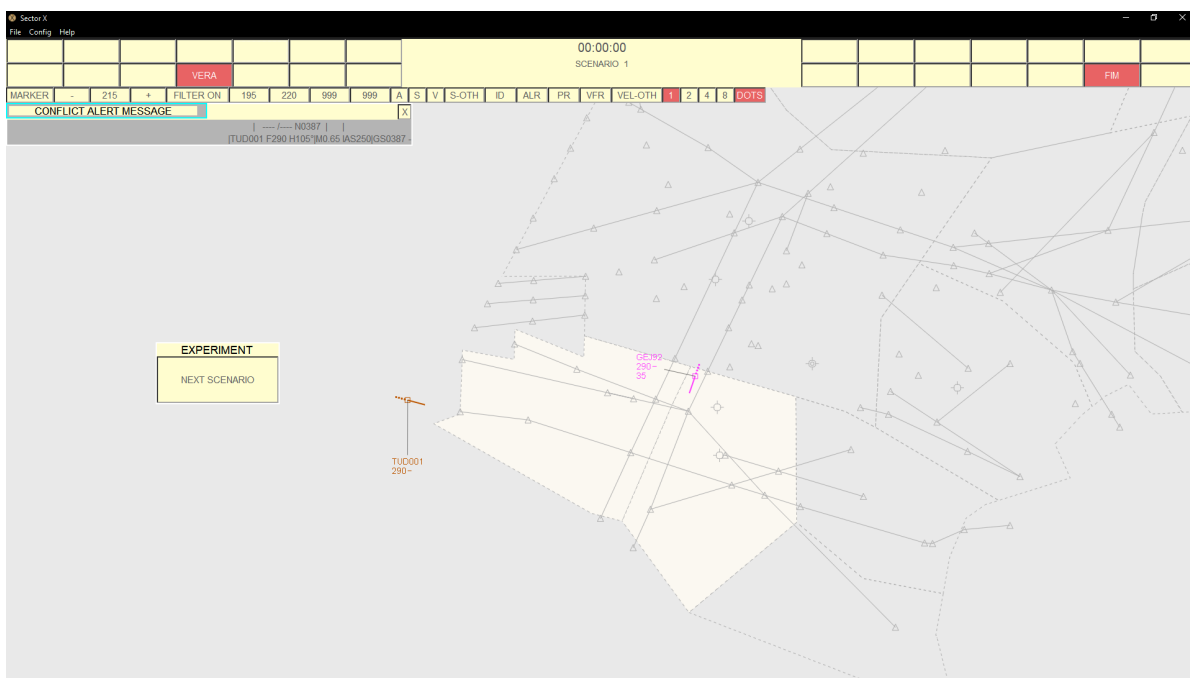 Sector X
File Config Help
00:00:00
SCENARIO 1
VERA
FIM
MARKER - 215 + FILTER ON 195 220 999 999 A S V S-OTH ID ALR PR VFR VEL-OTH 1 2 4 8 DOTS
CONFLICT ALERT MESSAGE X
| ---- /---- N0387 | |
|TUD001 F290 H105°|M0.65 IAS250|GS0387 -
GEJ92
290~
35
EXPERIMENT
NEXT SCENARIO
TUD001
290~